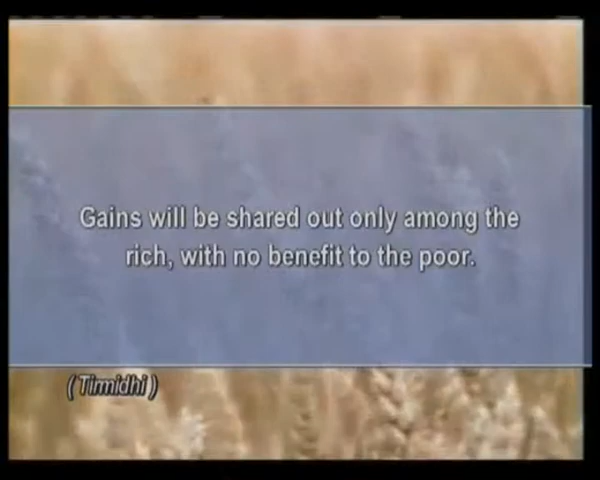 Gains will be shared out only among the
rich, with no benefit to the poor.
(Tirmidhi)